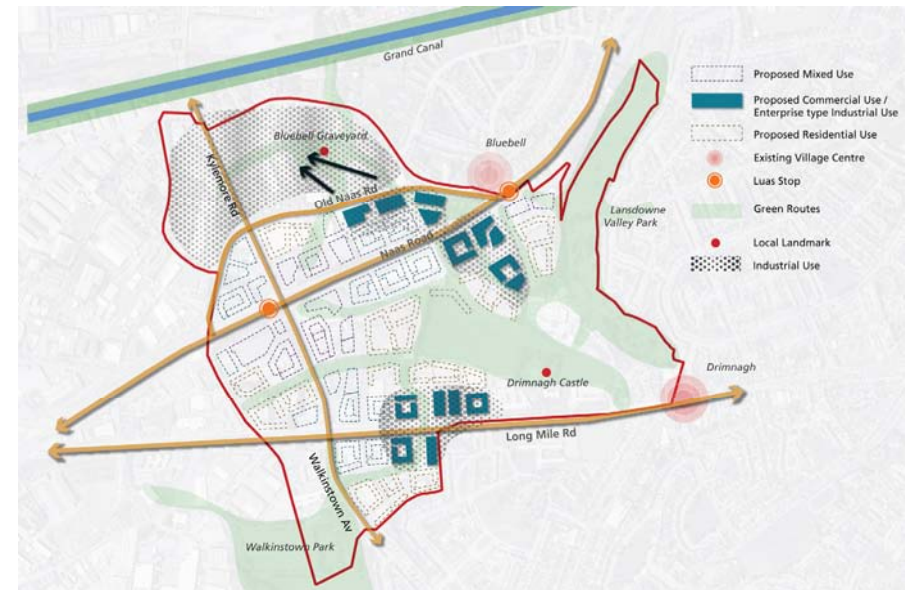 Grand Canal
Proposed Mixed Use
Proposed Commercial Use /
Enterprise type Industrial Use
Proposed Residential Use
Existing Village Centre
Luas Stop
Green Routes
Local Landmark
Industrial Use
Bluebell Graveyard
Bluebell
Kylemore Rd
Old Naas Rd
Naas Road
Lansdowne
Valley Park
Drimnagh
Drimnagh Castle
Long Mile Rd
Walkinstown Av
Walkinstown Park